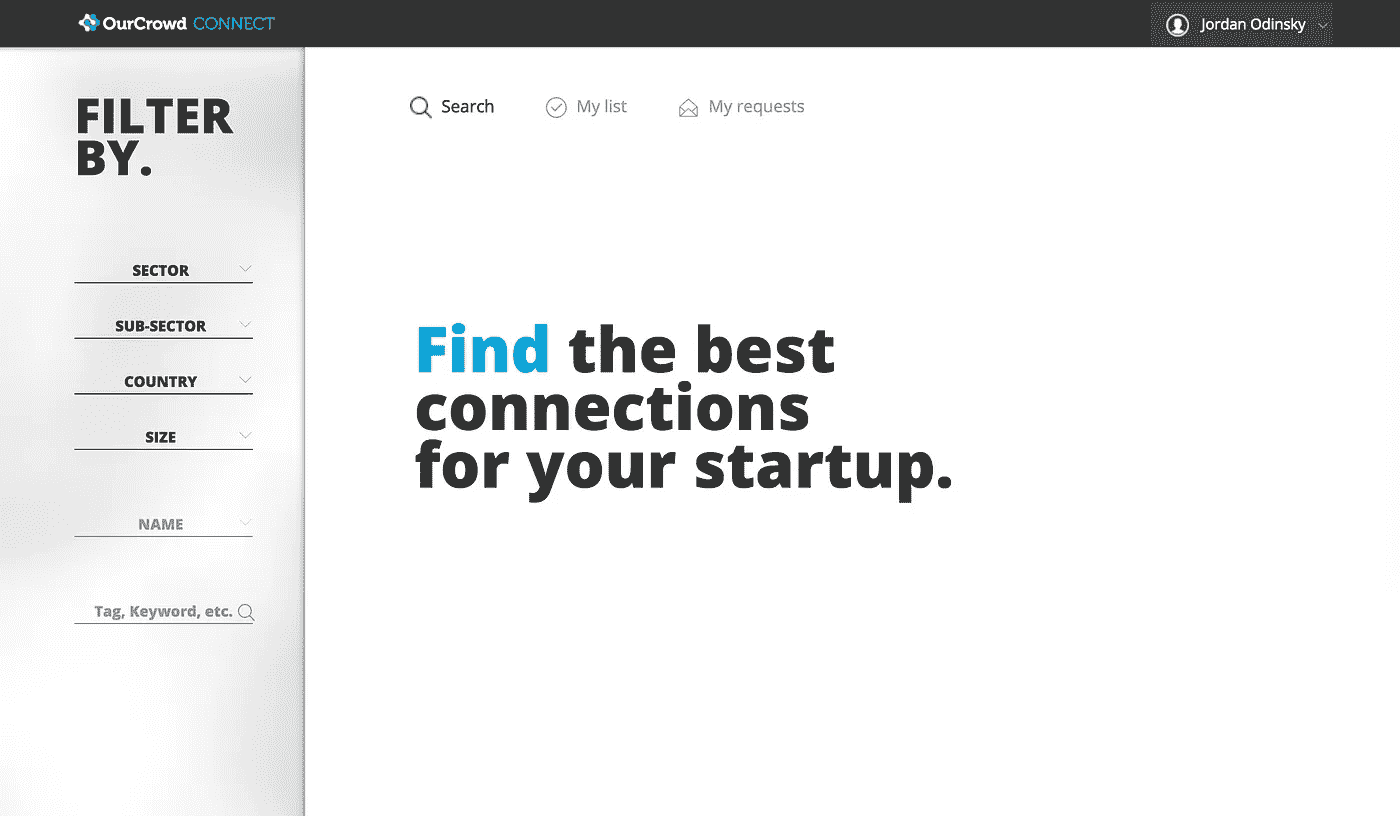 OurCrowd CONNECT
Jordan Odinsky
FILTER
BY.
SECTOR
SUB-SECTOR
COUNTRY
SIZE
NAME
Tag, Keyword, etc.
Search
My list
My requests
Find the best
connections
for your startup.